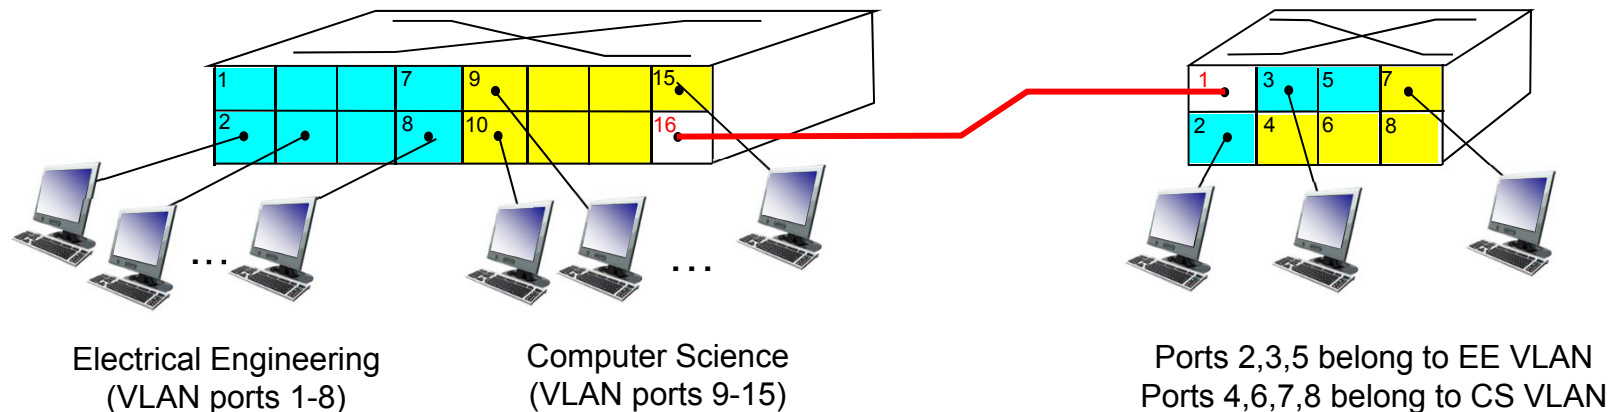 1 7 9 15
2 8 10 16
1 3 5 7
2 4 6 8
... ...
Electrical Engineering
(VLAN ports 1-8)
Computer Science
(VLAN ports 9-15)
Ports 2,3,5 belong to EE VLAN
Ports 4,6,7,8 belong to CS VLAN